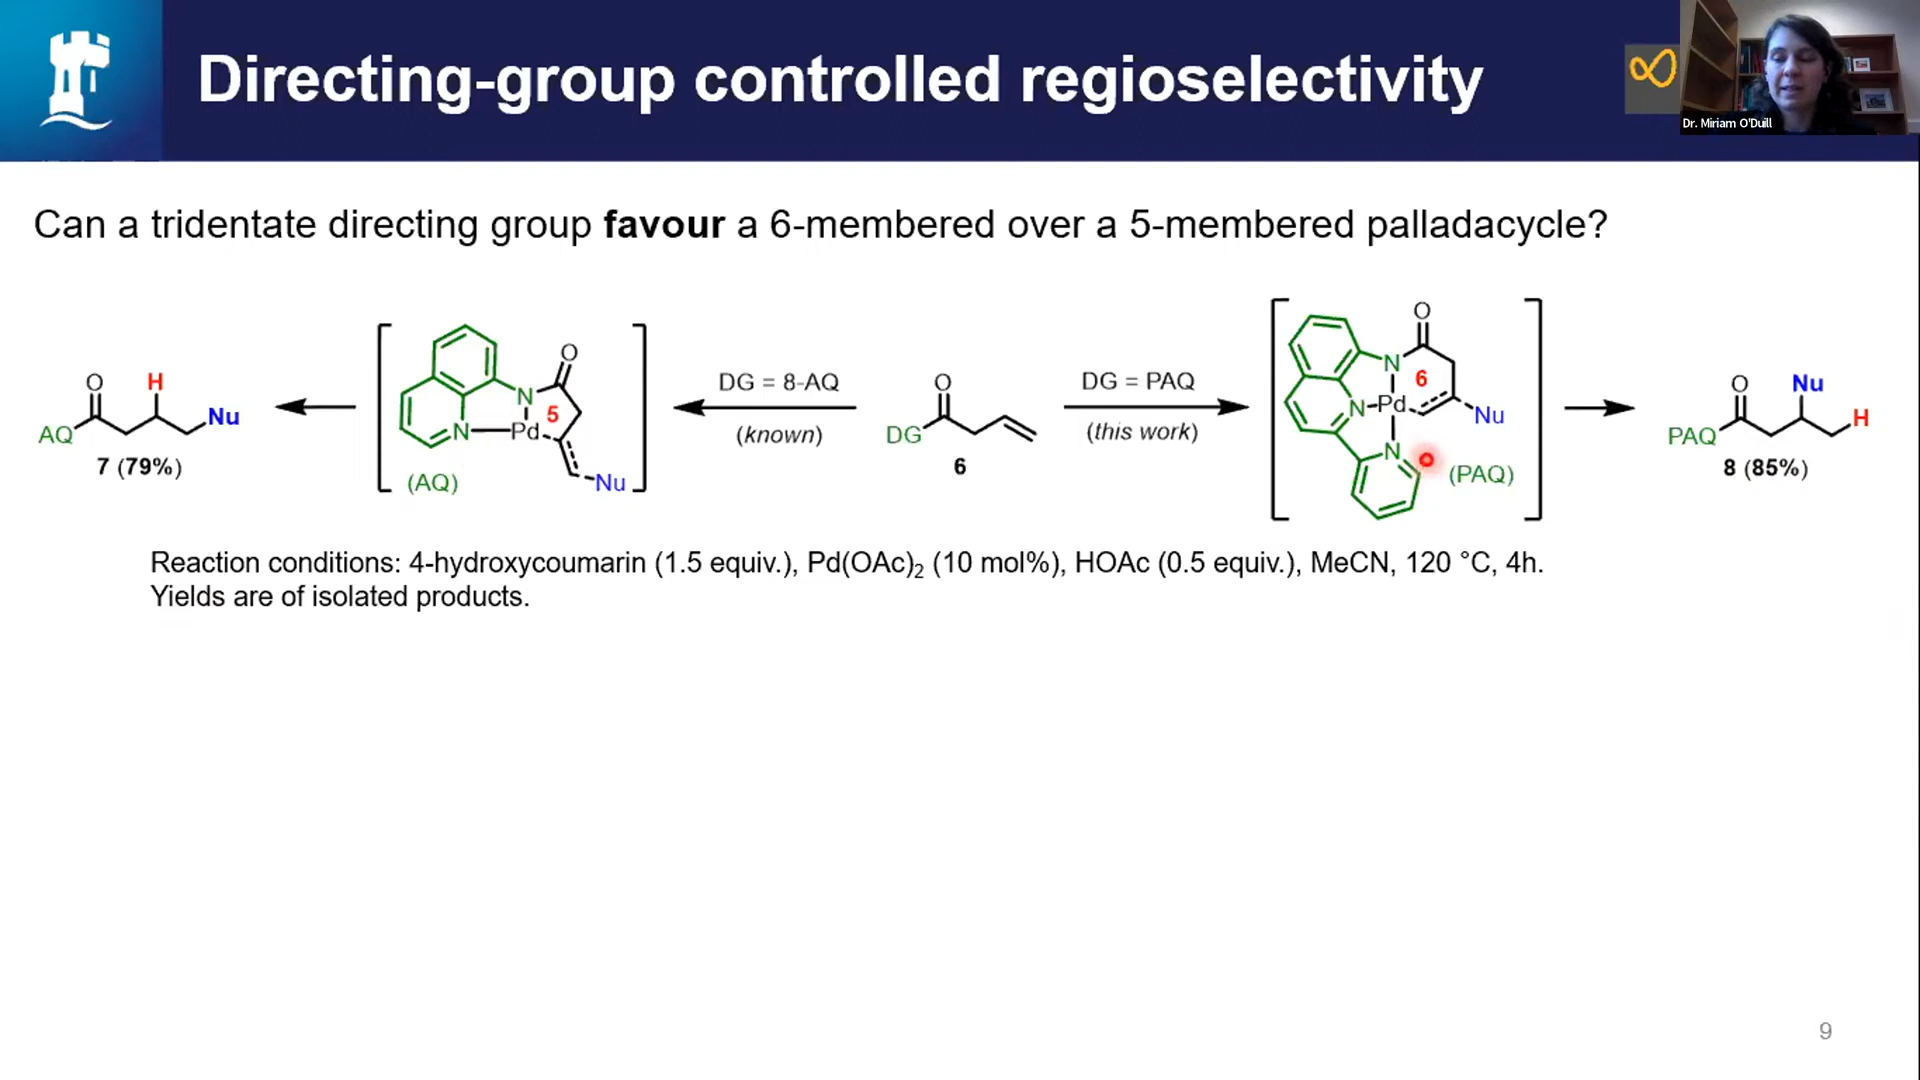 Directing-group controlled regioselectivity
Dr. Miriam O'Duill
Can a tridentate directing group favour a 6-membered over a 5-membered palladacycle?
O
H
AQ
Nu
7 (79%)
O
N
5
N
Pd
(AQ)
Nu
DG = 8-AQ
(known)
O
DG
6
DG = PAQ
(this work)
O
N
6
N
Pd
Nu
N
(PAQ)
O
Nu
PAQ
H
8 (85%)
Reaction conditions: 4-hydroxycoumarin (1.5 equiv.), Pd(OAc)₂ (10 mol%), HOAc (0.5 equiv.), MeCN, 120 °C, 4h.
Yields are of isolated products.
9